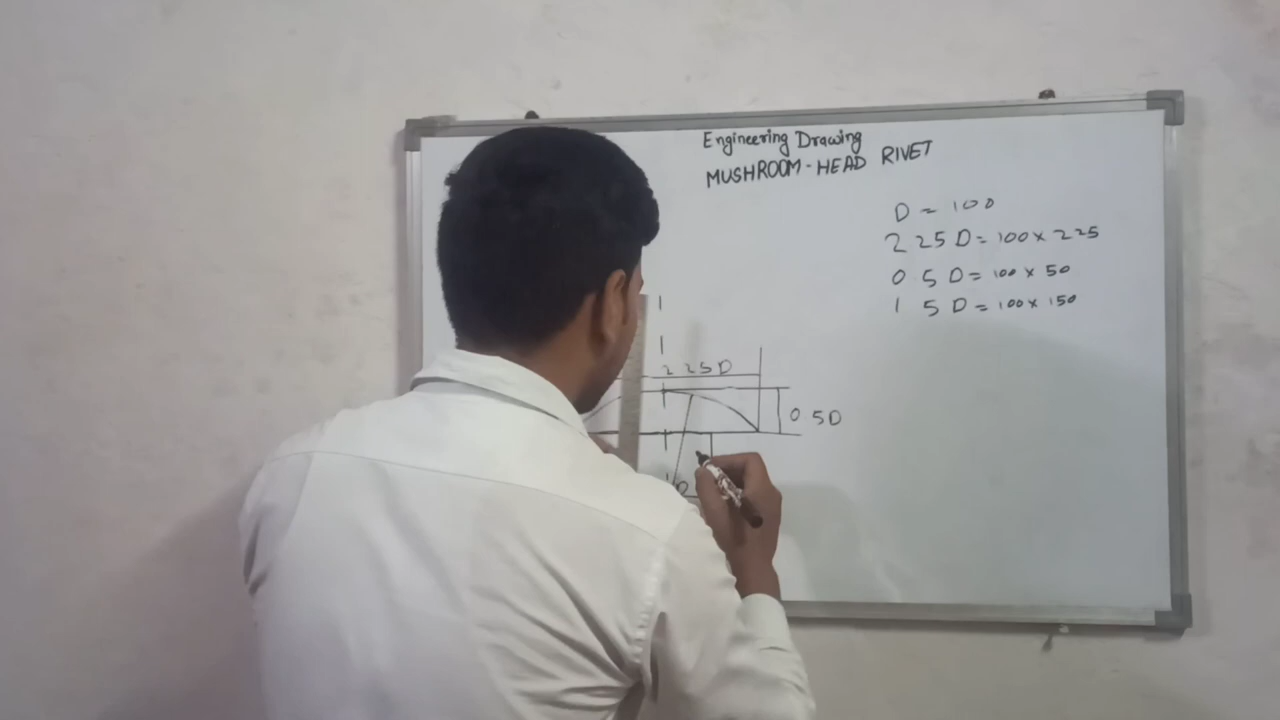 Engineering Drawing
MUSHROOM-HEAD RIVET
D = 100
2 25 D = 100 x 225
0 5 D = 100 x 50
1 5 D = 100 x 150
2 25 D
0 5D
D